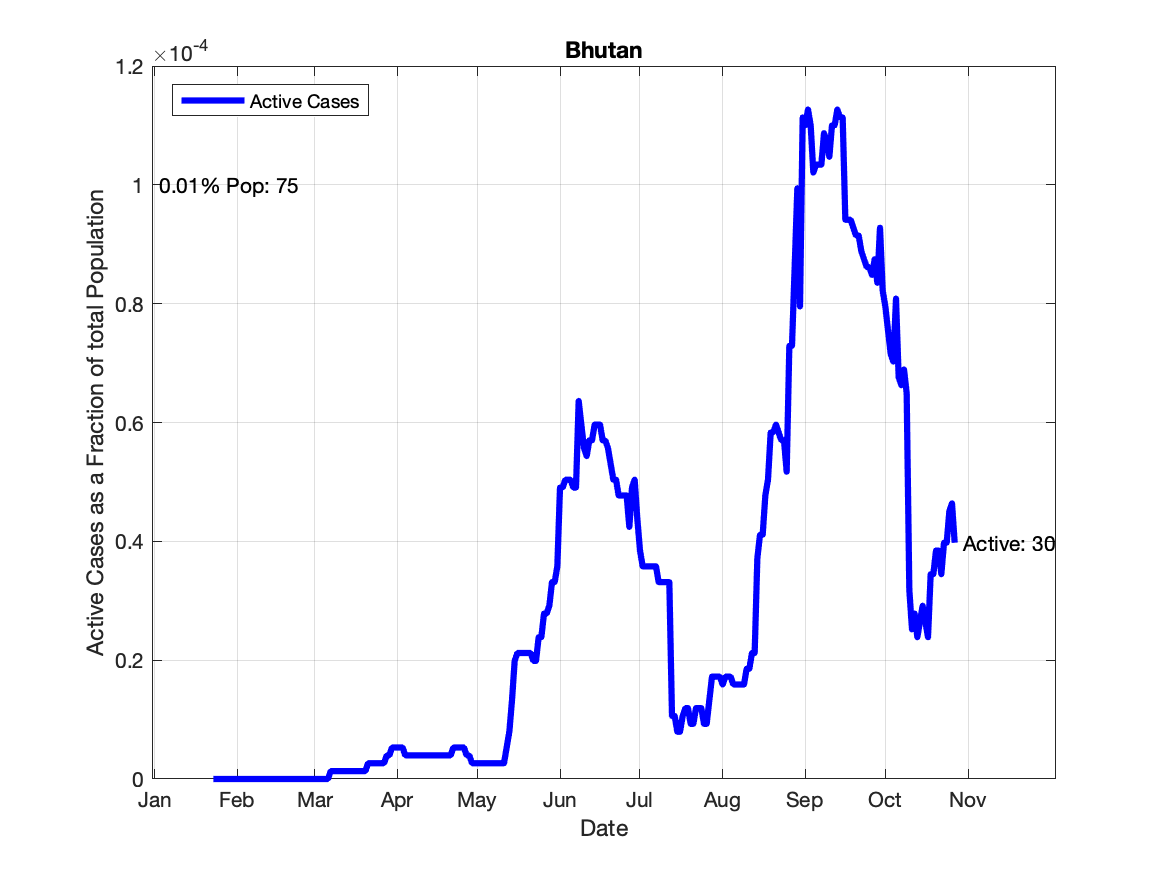 Bhutan
×10-4
1.2
1
0.8
0.6
0.4
0.2
0
Active Cases
0.01% Pop: 75
Active: 30
Active Cases as a Fraction of total Population
Jan Feb Mar Apr May Jun Jul Aug Sep Oct Nov
Date